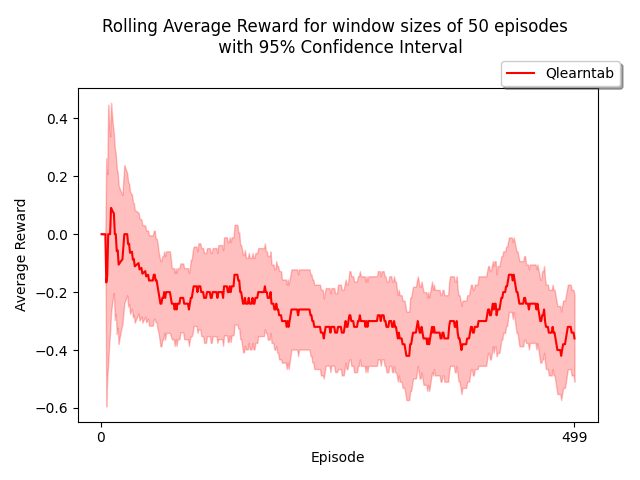 Rolling Average Reward for window sizes of 50 episodes
with 95% Confidence Interval
Qlearntab
Average Reward
0.4
0.2
0.0
−0.2
−0.4
−0.6
0
499
Episode